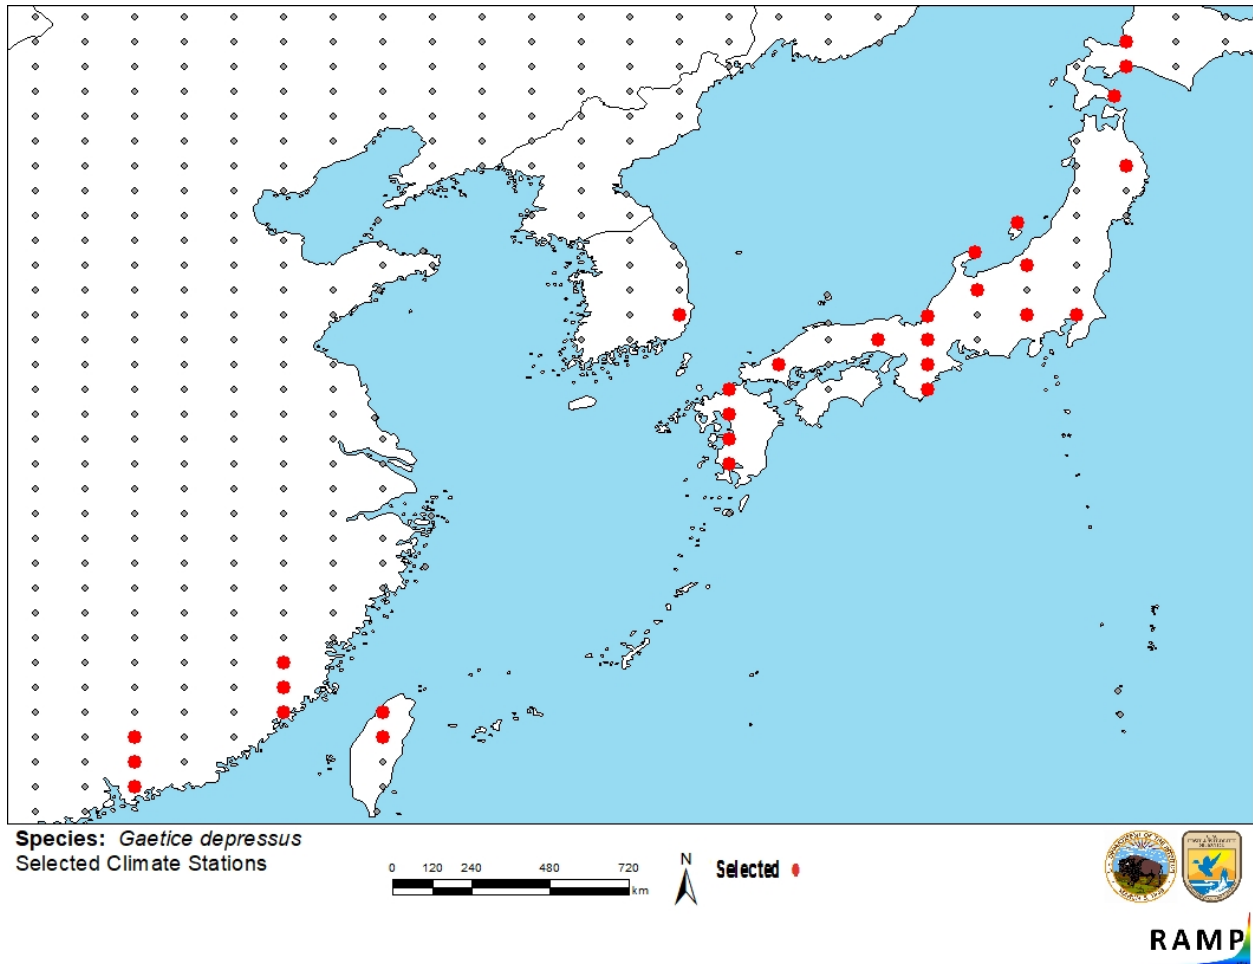 Species: Gaetice depressus
Selected Climate Stations
0 120 240 480 720
km
N
Selected
RAMP